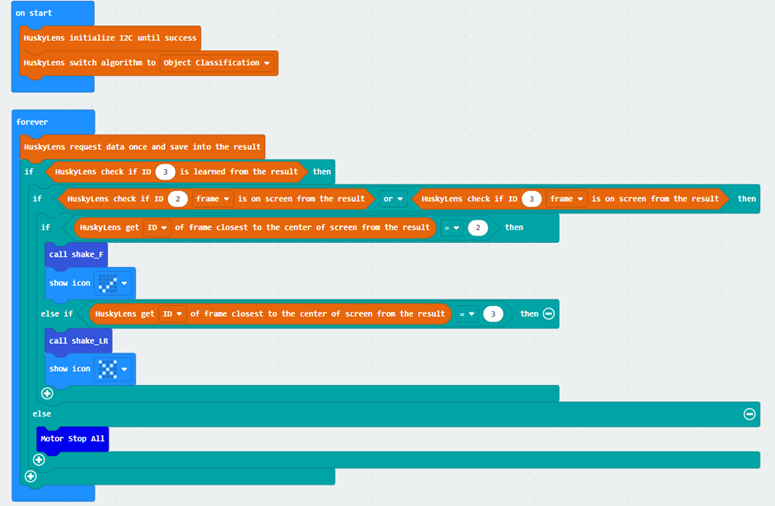 on start
HuskyLens initialize I2C until success
HuskyLens switch algorithm to Object Classification
forever
HuskyLens request data once and save into the result
if HuskyLens check if ID 3 is learned from the result then
if HuskyLens check if ID 2 frame is on screen from the result or HuskyLens check if ID 3 frame is on screen from the result then
if HuskyLens get ID of frame closest to the center of screen from the result = 2 then
call shake_F
show icon
else if HuskyLens get ID of frame closest to the center of screen from the result = 3 then
call shake_LR
show icon
else
Motor Stop All